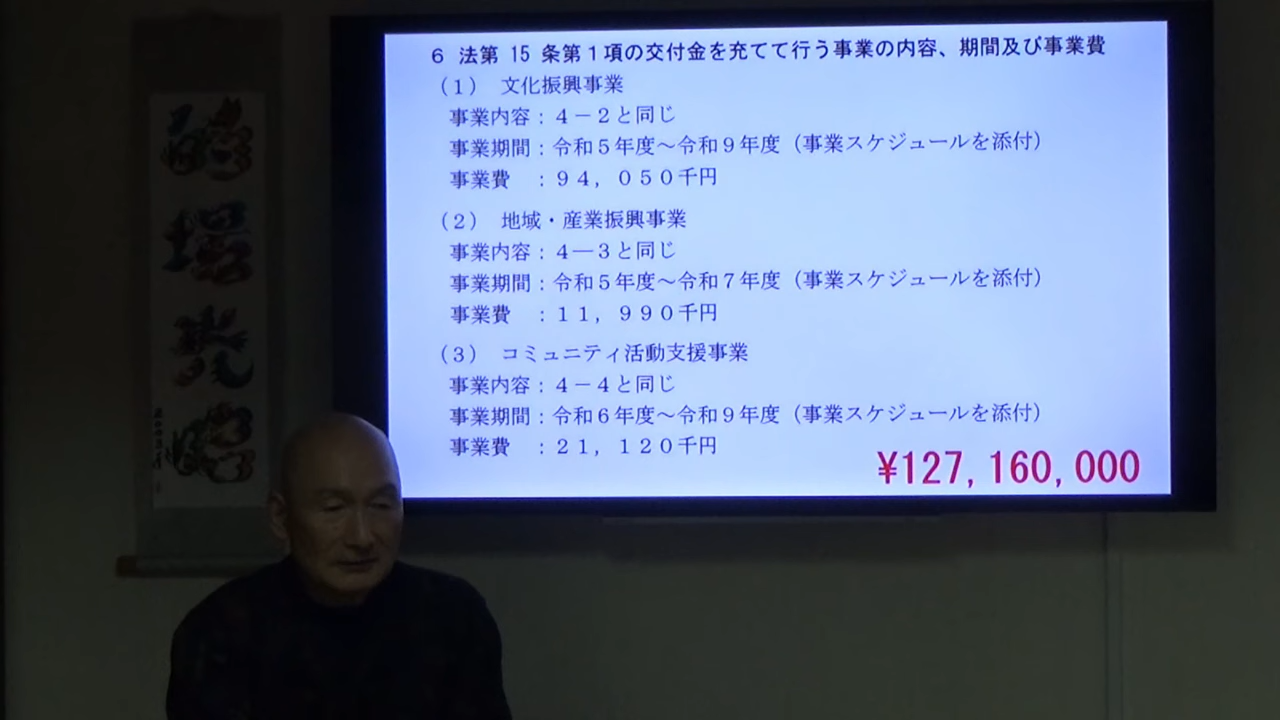 ６ 法第 15 条第１項の交付金を充てて行う事業の内容、期間及び事業費
（１） 文化振興事業
事業内容：４－２と同じ
事業期間：令和５年度～令和９年度（事業スケジュールを添付）
事業費　：９４，０５０千円
（２） 地域・産業振興事業
事業内容：４―３と同じ
事業期間：令和５年度～令和７年度（事業スケジュールを添付）
事業費　：１１，９９０千円
（３） コミュニティ活動支援事業
事業内容：４－４と同じ
事業期間：令和６年度～令和９年度（事業スケジュールを添付）
事業費　：２１，１２０千円
¥127,160,000